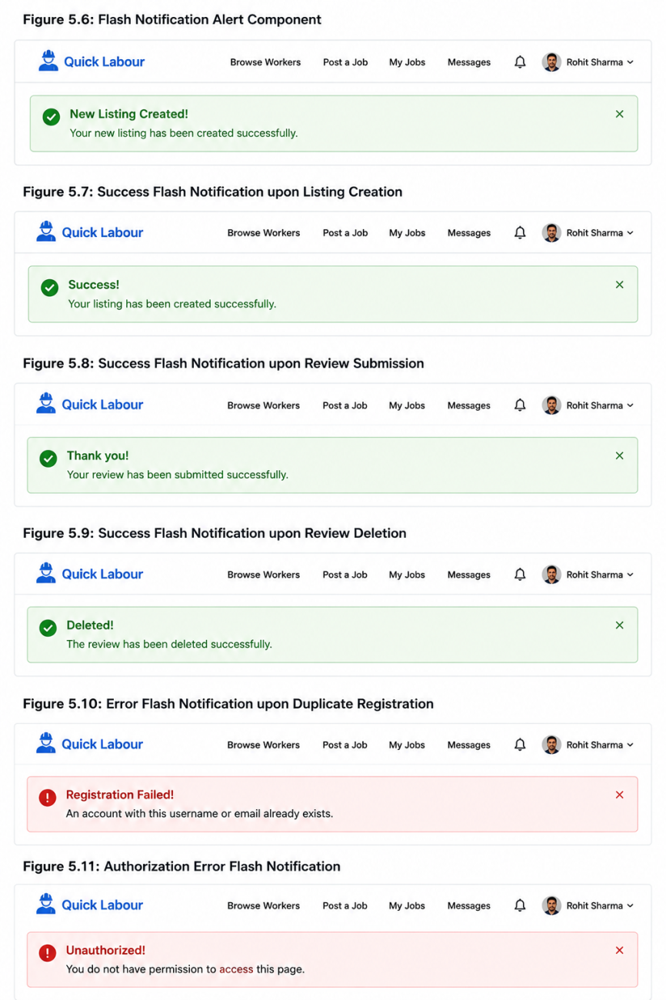 Figure 5.6: Flash Notification Alert Component
Quick Labour Browse Workers Post a Job My Jobs Messages Rohit Sharma
New Listing Created!
Your new listing has been created successfully.
Figure 5.7: Success Flash Notification upon Listing Creation
Quick Labour Browse Workers Post a Job My Jobs Messages Rohit Sharma
Success!
Your listing has been created successfully.
Figure 5.8: Success Flash Notification upon Review Submission
Quick Labour Browse Workers Post a Job My Jobs Messages Rohit Sharma
Thank you!
Your review has been submitted successfully.
Figure 5.9: Success Flash Notification upon Review Deletion
Quick Labour Browse Workers Post a Job My Jobs Messages Rohit Sharma
Deleted!
The review has been deleted successfully.
Figure 5.10: Error Flash Notification upon Duplicate Registration
Quick Labour Browse Workers Post a Job My Jobs Messages Rohit Sharma
Registration Failed!
An account with this username or email already exists.
Figure 5.11: Authorization Error Flash Notification
Quick Labour Browse Workers Post a Job My Jobs Messages Rohit Sharma
Unauthorized!
You do not have permission to access this page.